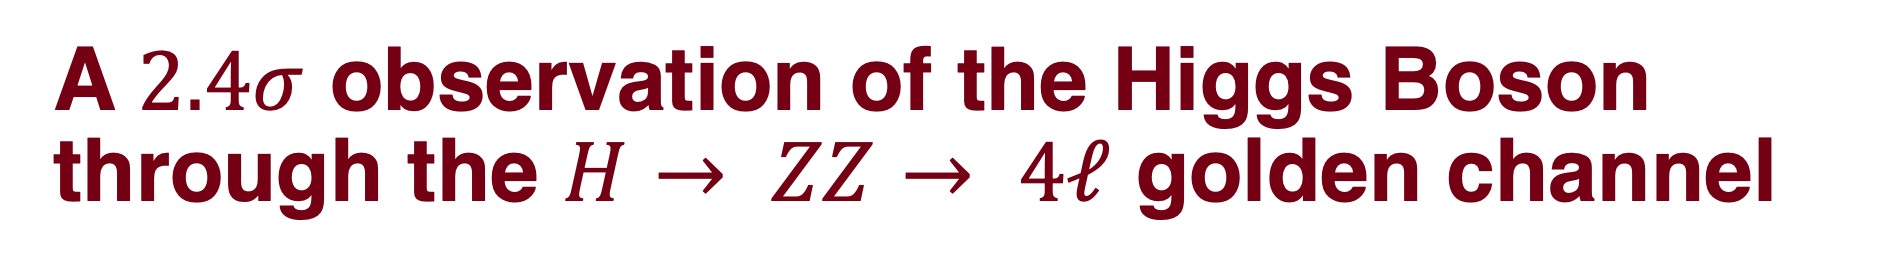 A 2.4σ observation of the Higgs Boson
through the H → ZZ → 4ℓ golden channel